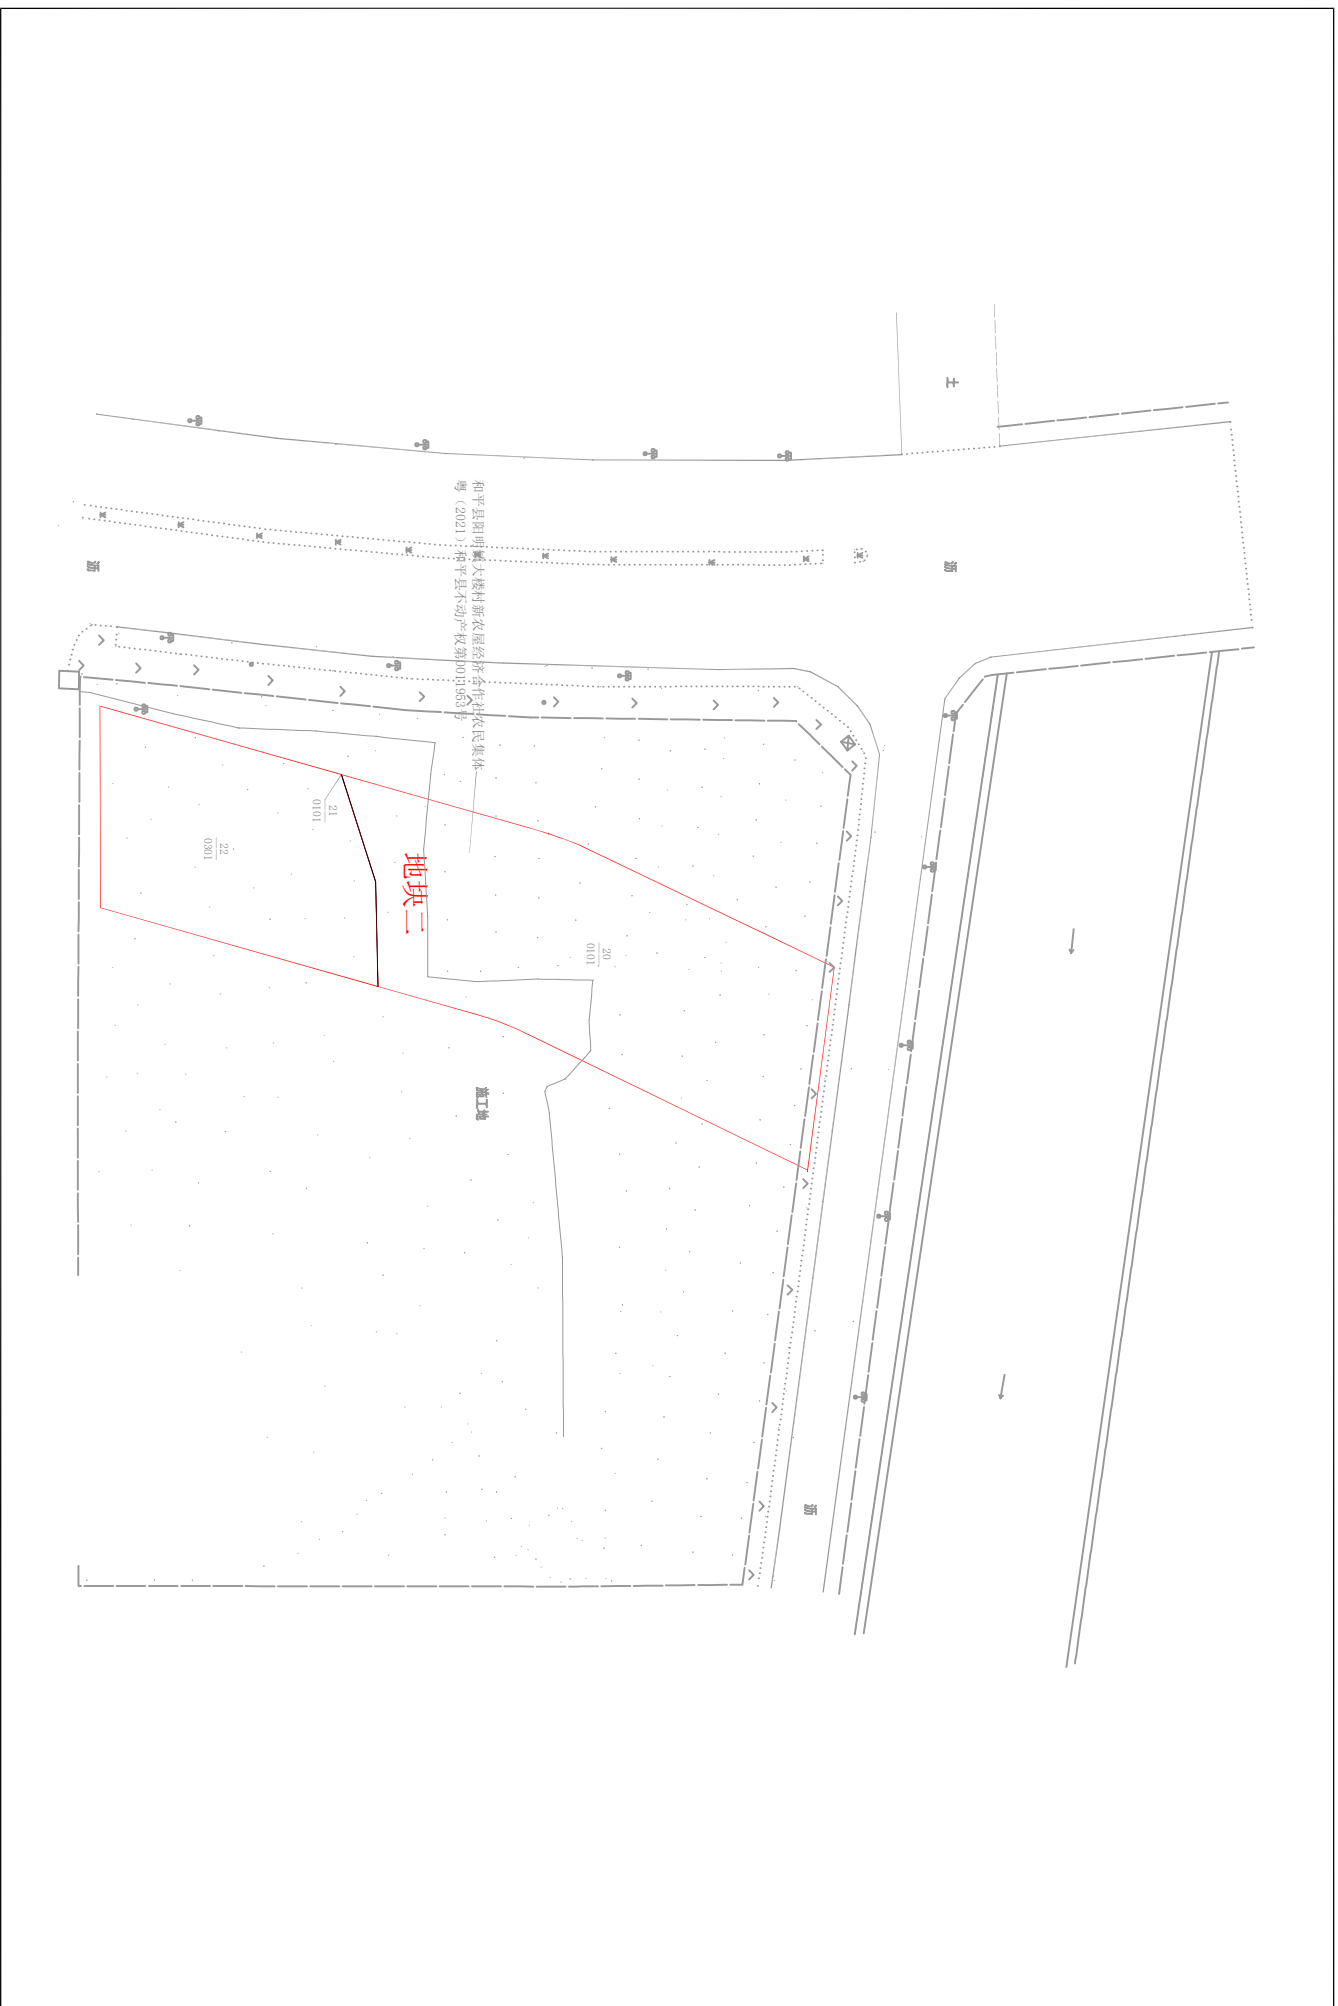 土
和平县阳明镇大楼村新农屋经济合作社农民集体
粤（2021）和平县不动产权第0013953号
沥
沥
21
0101
22
0301
地块二
20
0101
施工地
沥